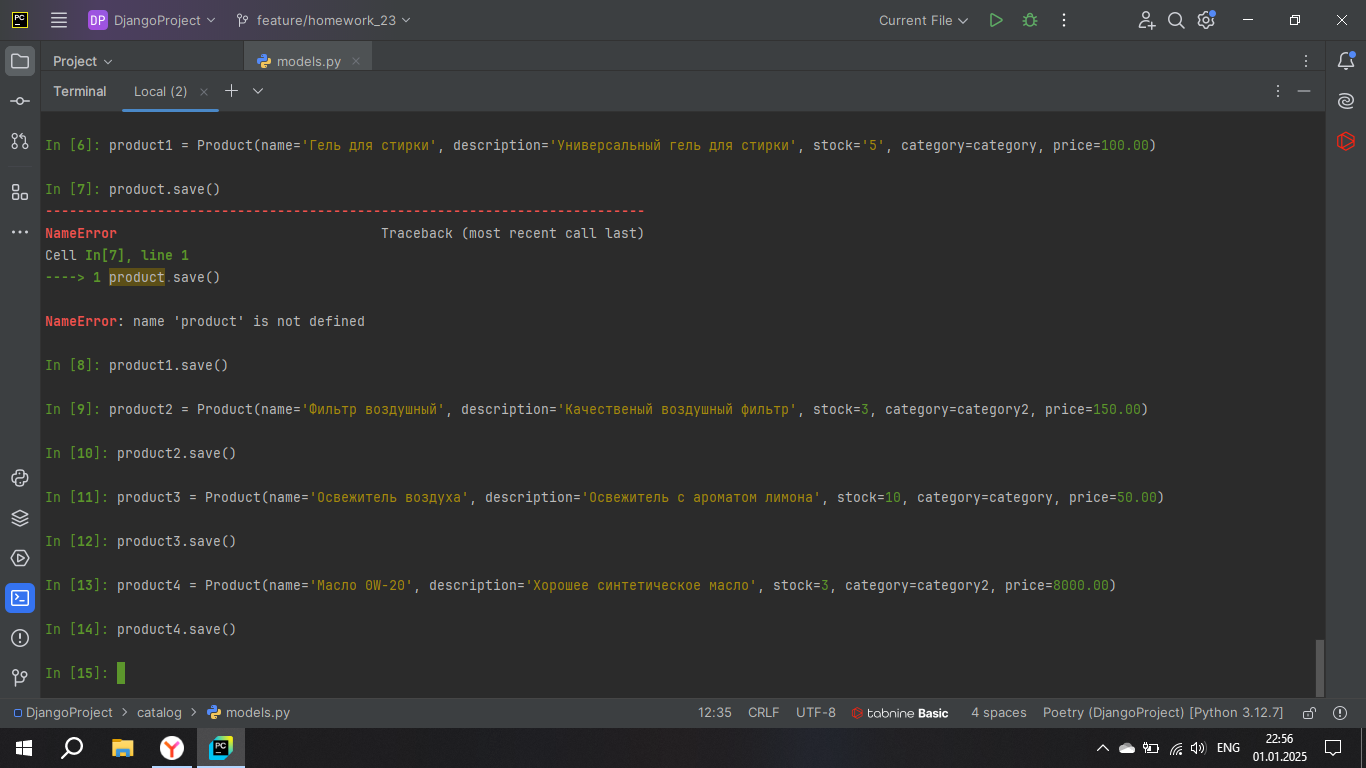 PC
DP DjangoProject feature/homework_23 Current File
Project models.py
Terminal Local (2)
In [6]: product1 = Product(name='Гель для стирки', description='Универсальный гель для стирки', stock='5', category=category, price=100.00)
In [7]: product.save()
---------------------------------------------------------------------------
NameError Traceback (most recent call last)
Cell In[7], line 1
----> 1 product.save()
NameError: name 'product' is not defined
In [8]: product1.save()
In [9]: product2 = Product(name='Фильтр воздушный', description='Качественый воздушный фильтр', stock=3, category=category2, price=150.00)
In [10]: product2.save()
In [11]: product3 = Product(name='Освежитель воздуха', description='Освежитель с ароматом лимона', stock=10, category=category, price=50.00)
In [12]: product3.save()
In [13]: product4 = Product(name='Масло 0W-20', description='Хорошее синтетическое масло', stock=3, category=category2, price=8000.00)
In [14]: product4.save()
In [15]:
DjangoProject > catalog > models.py 12:35 CRLF UTF-8 tabnine Basic 4 spaces Poetry (DjangoProject) [Python 3.12.7]
PC ENG 22:56
01.01.2025